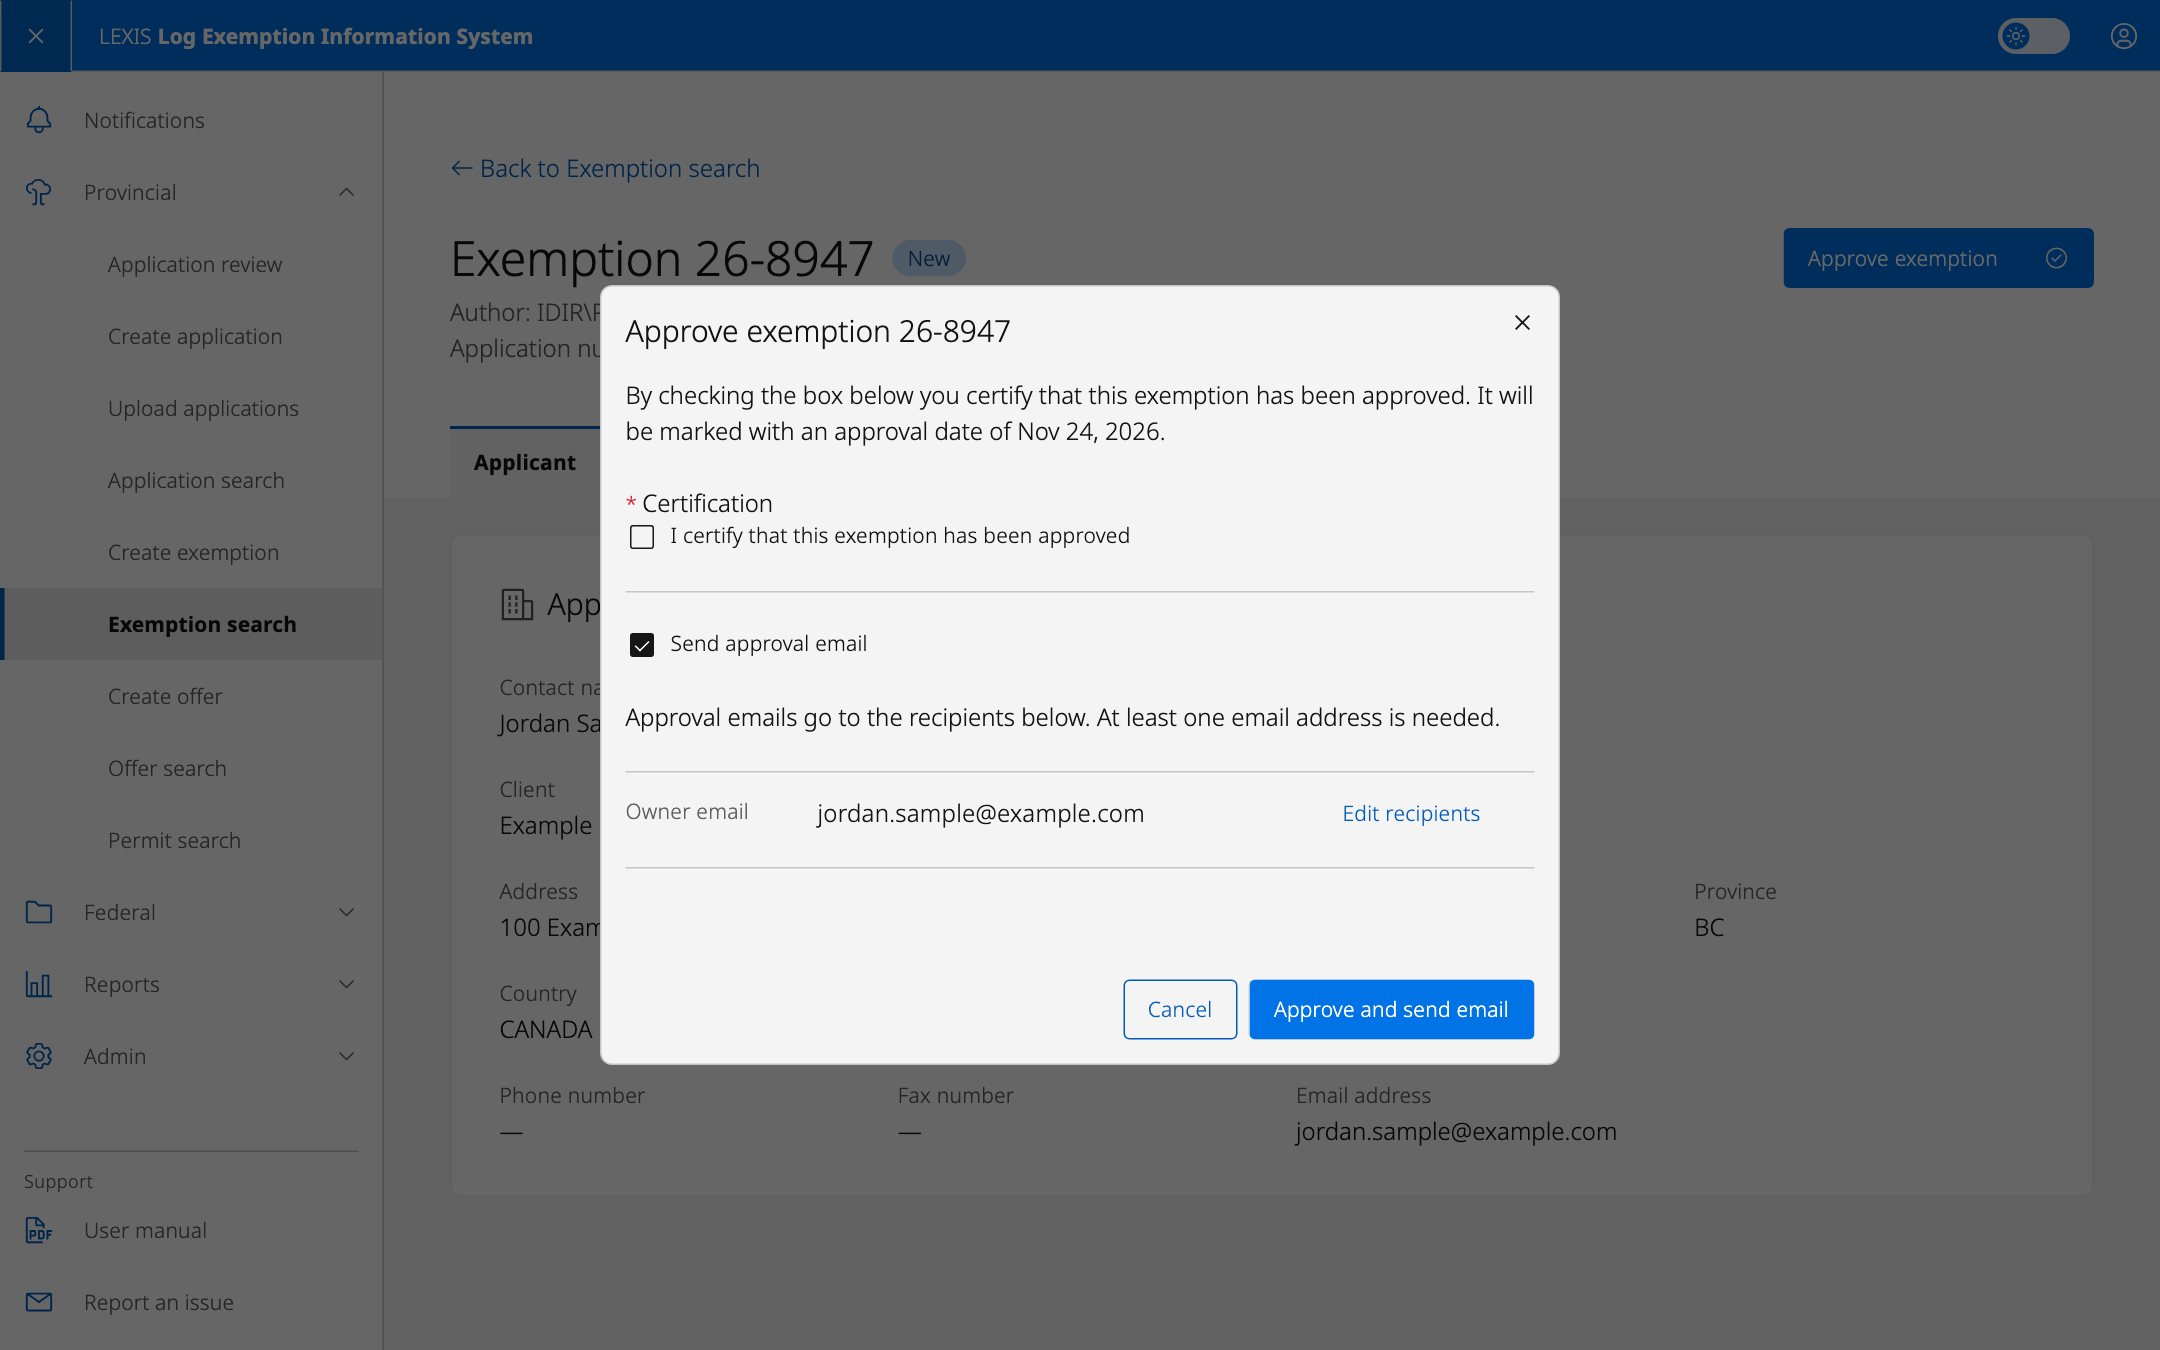 LEXIS Log Exemption Information System
Notifications
Provincial
Application review
Create application
Upload applications
Application search
Create exemption
Exemption search
Create offer
Offer search
Permit search
Federal
Reports
Admin
Support
PDF
User manual
Report an issue
← Back to Exemption search
Exemption 26-8947 New
Approve exemption
Author:
Application
Applicant
Contact
Jordan
Client
Example
Address
100
Province
BC
Country
CANADA
Phone number
—
Fax number
—
Email address
jordan.sample@example.com
Approve exemption 26-8947
By checking the box below you certify that this exemption has been approved. It will
be marked with an approval date of Nov 24, 2026.
* Certification
I certify that this exemption has been approved
Send approval email
Approval emails go to the recipients below. At least one email address is needed.
Owner email jordan.sample@example.com Edit recipients
Cancel
Approve and send email